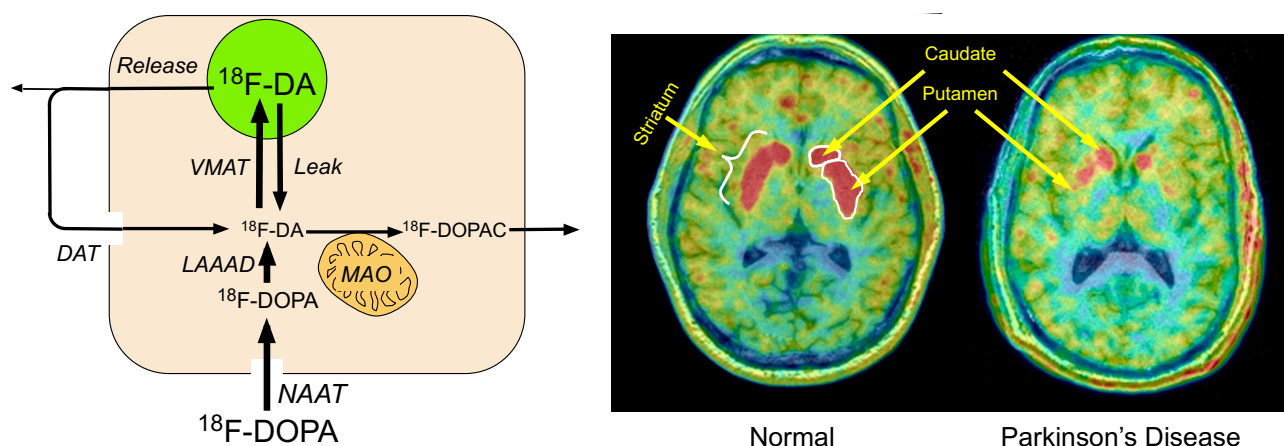 Release
¹⁸F-DA
VMAT
Leak
¹⁸F-DA
¹⁸F-DOPAC
DAT
LAAAD
MAO
¹⁸F-DOPA
NAAT
¹⁸F-DOPA
Striatum
Caudate
Putamen
Normal
Parkinson's Disease